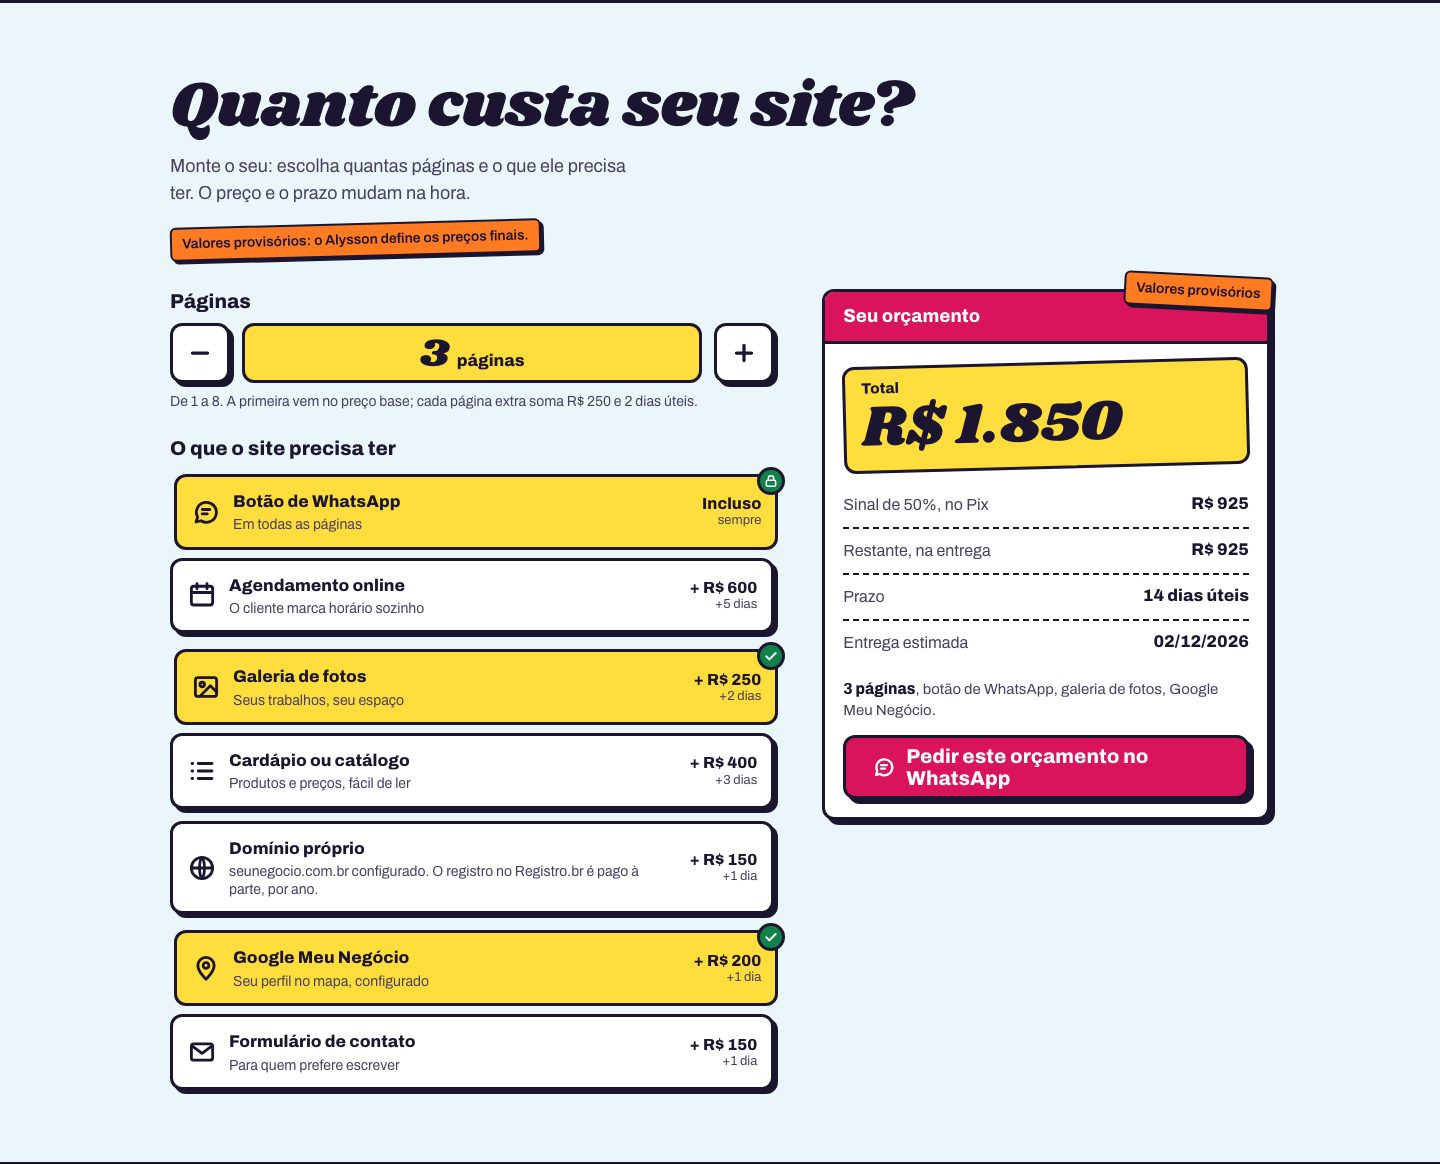 Quanto custa seu site?
Monte o seu: escolha quantas páginas e o que ele precisa
ter. O preço e o prazo mudam na hora.
Valores provisórios: o Alysson define os preços finais.
Páginas
3 páginas
De 1 a 8. A primeira vem no preço base; cada página extra soma R$ 250 e 2 dias úteis.
O que o site precisa ter
Botão de WhatsApp
Em todas as páginas
Incluso
sempre
Agendamento online
O cliente marca horário sozinho
+ R$ 600
+5 dias
Galeria de fotos
Seus trabalhos, seu espaço
+ R$ 250
+2 dias
Cardápio ou catálogo
Produtos e preços, fácil de ler
+ R$ 400
+3 dias
Domínio próprio
seunegocio.com.br configurado. O registro no Registro.br é pago à
parte, por ano.
+ R$ 150
+1 dia
Google Meu Negócio
Seu perfil no mapa, configurado
+ R$ 200
+1 dia
Formulário de contato
Para quem prefere escrever
+ R$ 150
+1 dia
Valores provisórios
Seu orçamento
Total
R$ 1.850
Sinal de 50%, no Pix
R$ 925
Restante, na entrega
R$ 925
Prazo
14 dias úteis
Entrega estimada
02/12/2026
3 páginas, botão de WhatsApp, galeria de fotos, Google
Meu Negócio.
Pedir este orçamento no
WhatsApp